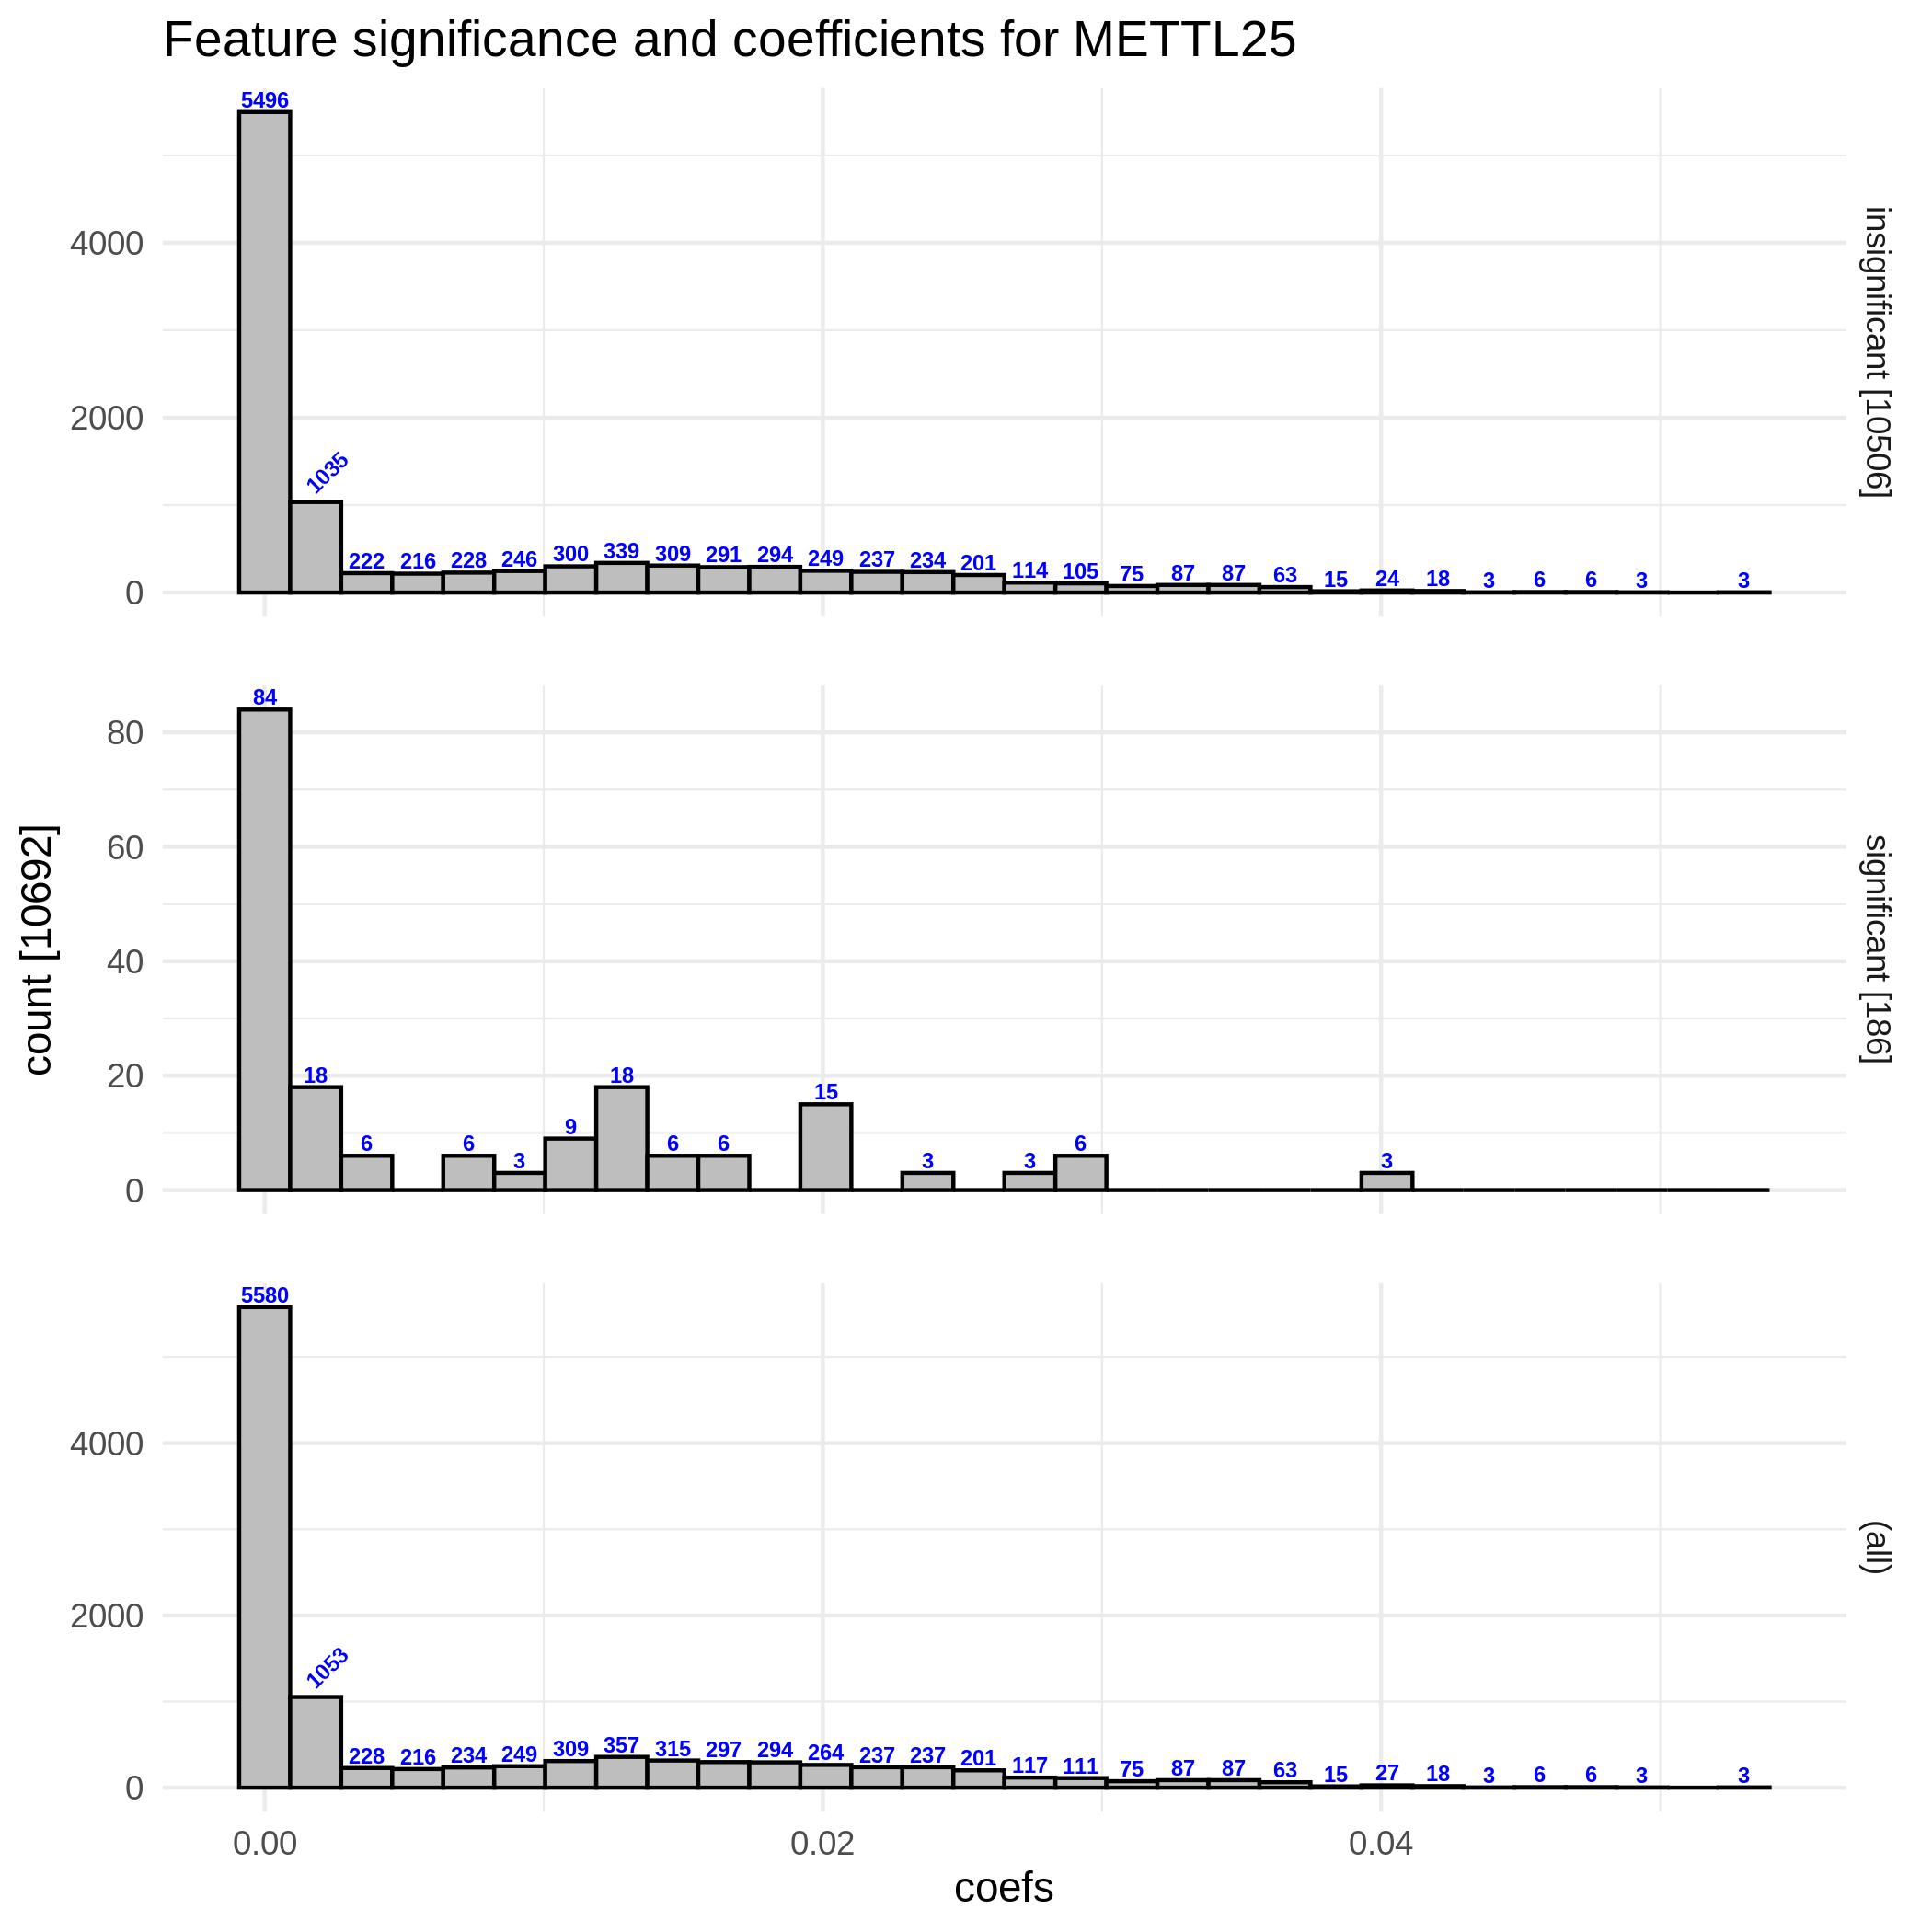 Feature significance and coefficients for METTL25
5496
1035
222 216 228 246 300 339 309 291 294 249 237 234 201 114 105 75 87 87 63 15 24 18 3 6 6 3 3
4000
2000
0
insignificant [10506]
84
18 6 6 3 9 18 6 6 15 3 3 6 3
80
60
40
20
0
significant [186]
count [10692]
5580
1053
228 216 234 249 309 357 315 297 294 264 237 237 201 117 111 75 87 87 63 15 27 18 3 6 6 3 3
4000
2000
0
(all)
0.00 0.02 0.04
coefs